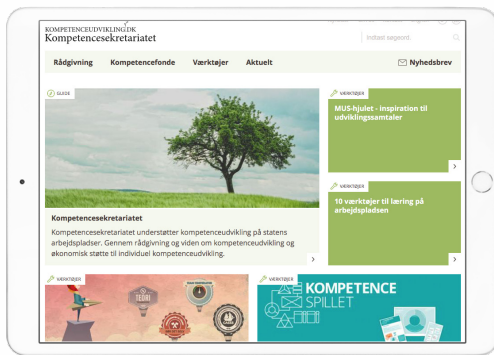 KOMPETENCEUDVIKLING.DK
Kompetencesekretariatet
Indtast søgeord.
Rådgivning Kompetencefonde Værktøjer Aktuelt Nyhedsbrev
GUIDE
VÆRKTØJER
MUS-hjulet - inspiration til
udviklingssamtaler
VÆRKTØJER
10 værktøjer til læring på
arbejdspladsen
Kompetencesekretariatet
Kompetencesekretariatet understøtter kompetenceudvikling på statens
arbejdspladser. Gennem rådgivning og viden om kompetenceudvikling og
økonomisk støtte til individuel kompetenceudvikling.
VÆRKTØJER
TEORI
VÆRKTØJER
KOMPETENCE
SPILLET